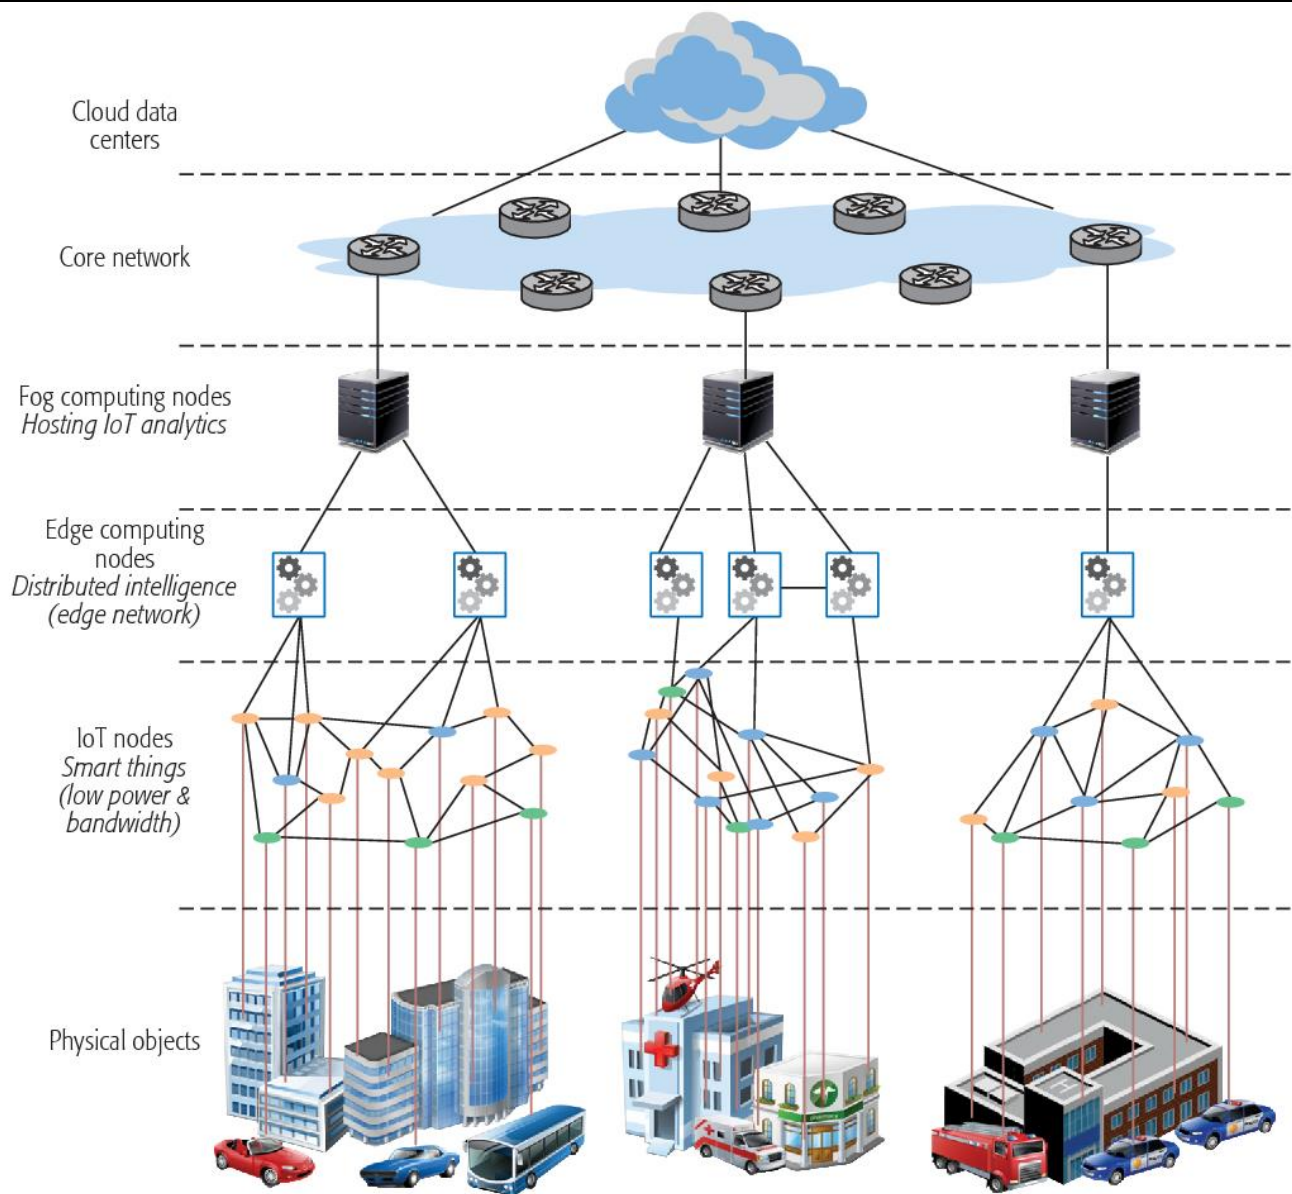 Cloud data
centers
Core network
Fog computing nodes
Hosting IoT analytics
Edge computing
nodes
Distributed intelligence
(edge network)
IoT nodes
Smart things
(low power &
bandwidth)
Physical objects
H